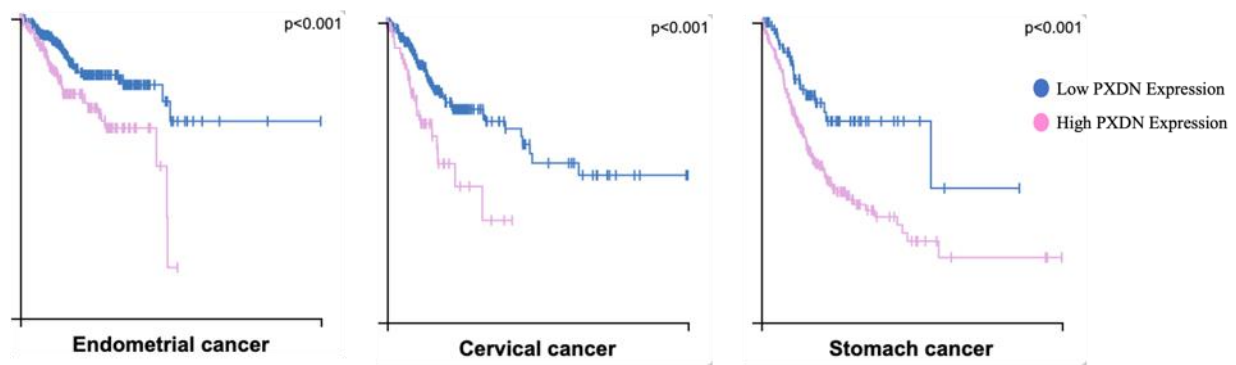 p<0.001
p<0.001
p<0.001
Low PXDN Expression
High PXDN Expression
Endometrial cancer
Cervical cancer
Stomach cancer